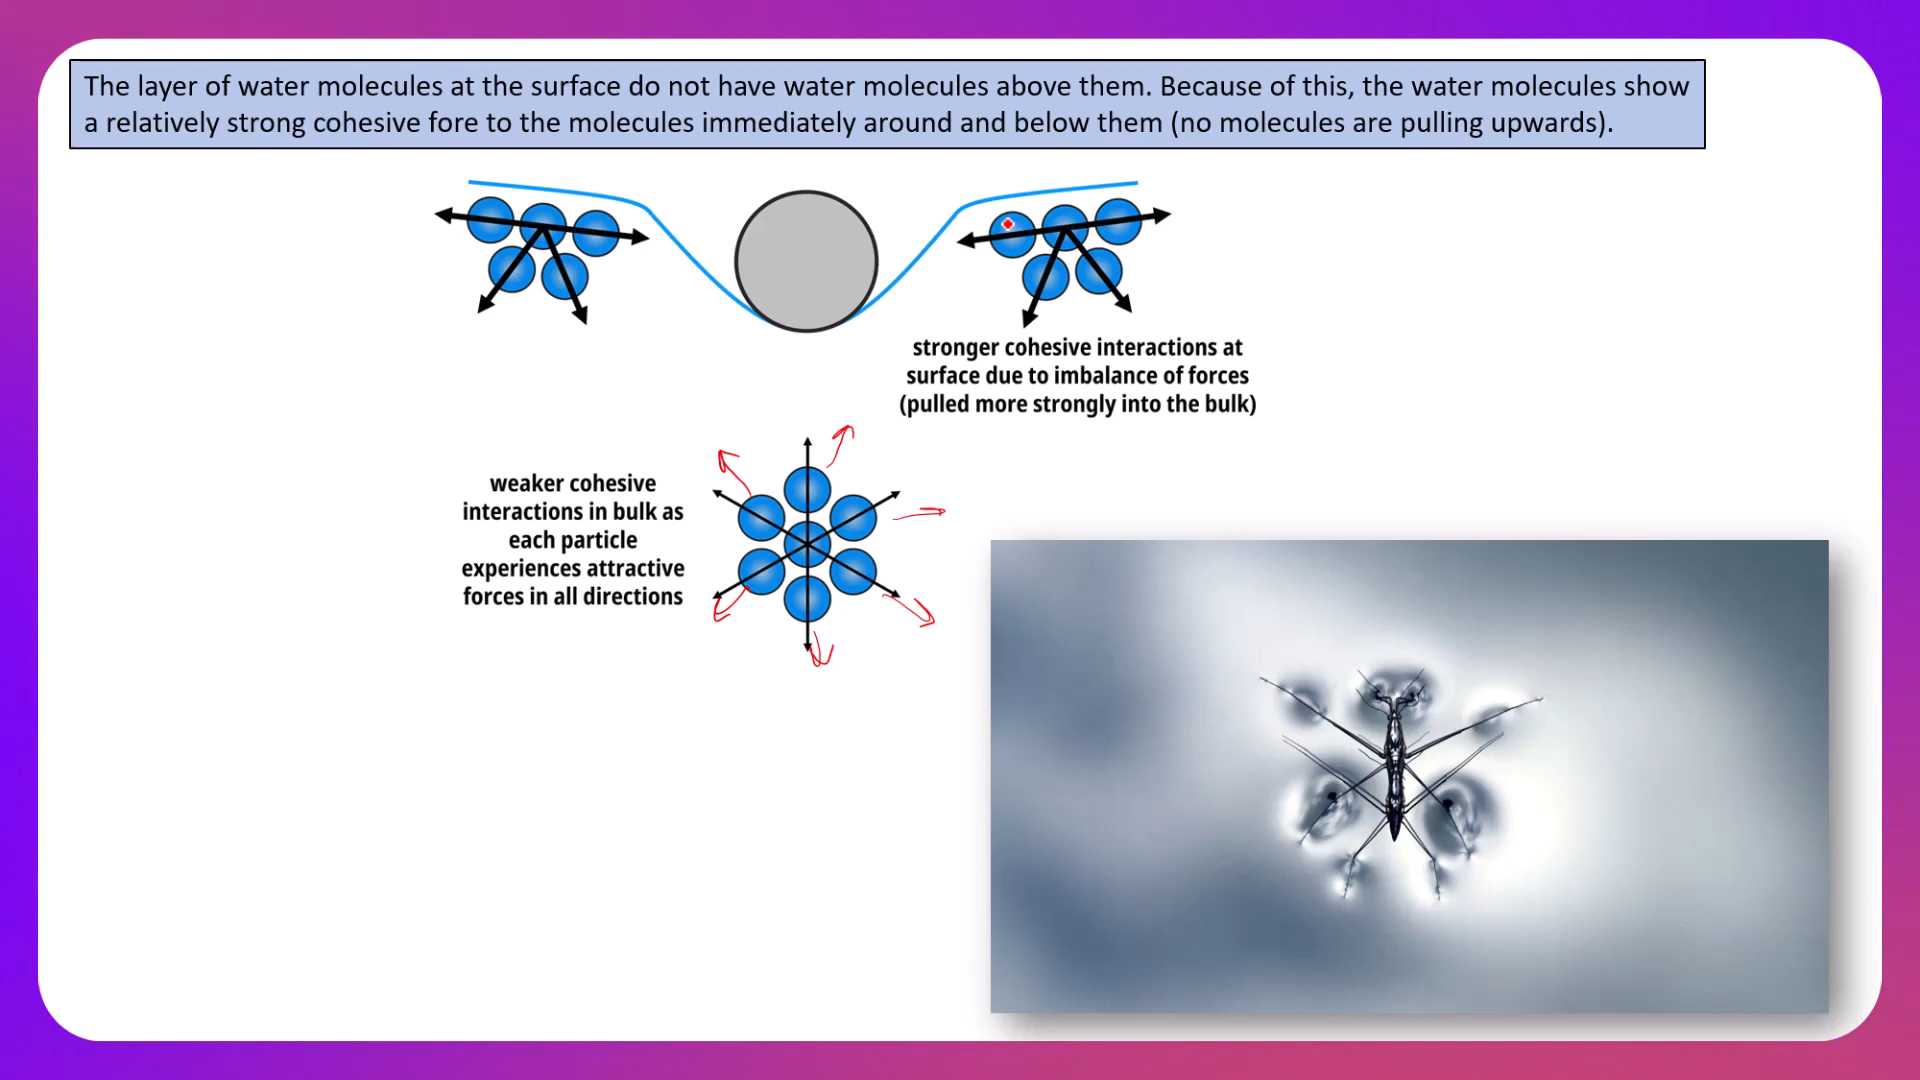 The layer of water molecules at the surface do not have water molecules above them. Because of this, the water molecules show
a relatively strong cohesive fore to the molecules immediately around and below them (no molecules are pulling upwards).
stronger cohesive interactions at
surface due to imbalance of forces
(pulled more strongly into the bulk)
weaker cohesive
interactions in bulk as
each particle
experiences attractive
forces in all directions